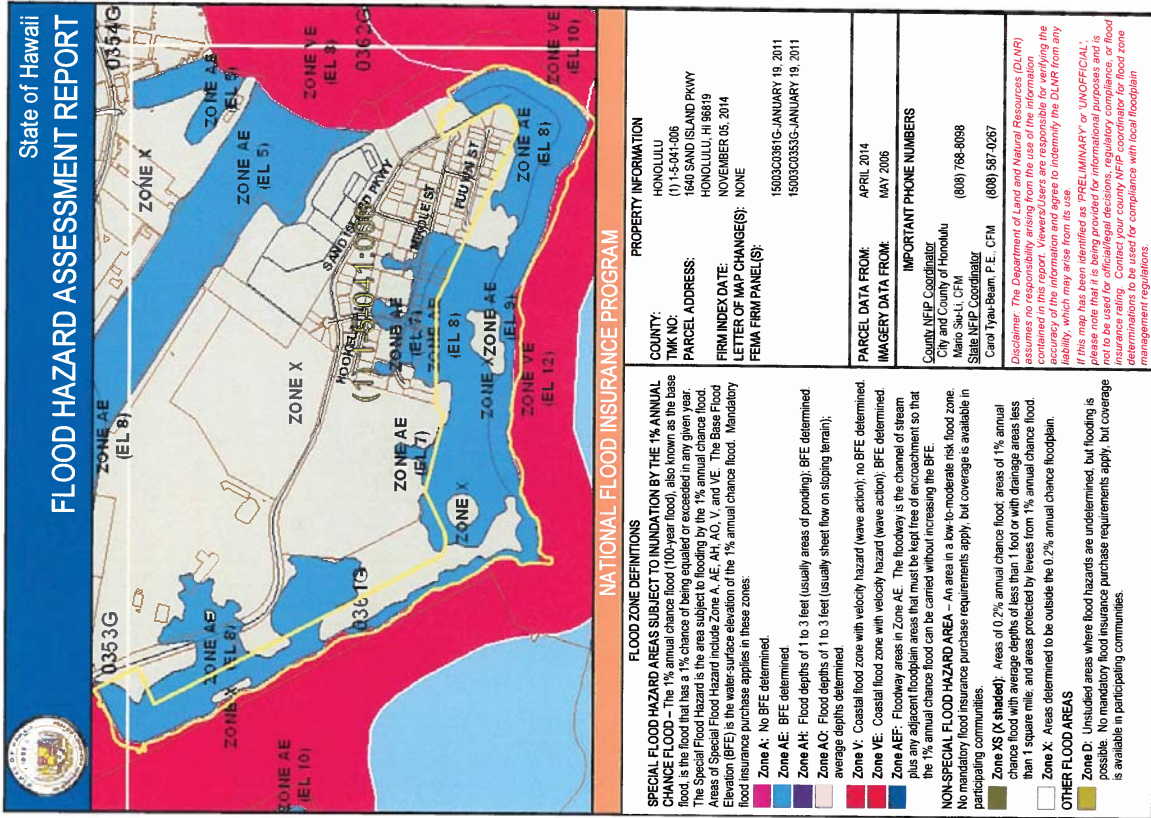 State of Hawaii
FLOOD HAZARD ASSESSMENT REPORT
0353G
0354G
ZONE AE
(EL 8)
ZONE X
ZONE AE
(EL 5)
ZONE AE
(EL 5)
ZONE VE
(EL 8)
0362G
ZONE AE
(EL 8)
ZONE X
ZONE X
SAND ISLAND PKWY
ZONE AE
(EL 7)
ZONE AE
(EL 8)
PUUWAI ST
ZONE AE
(EL 8)
0361G
ZONE AE
(EL 7)
ZONE X
ZONE X
ZONE AE
(EL 9)
ZONE VE
(EL 12)
ZONE VE
(EL 10)
ZONE AE
(EL 10)
NATIONAL FLOOD INSURANCE PROGRAM
FLOOD ZONE DEFINITIONS
SPECIAL FLOOD HAZARD AREAS SUBJECT TO INUNDATION BY THE 1% ANNUAL
CHANCE FLOOD – The 1% annual chance flood (100-year flood), also known as the base
flood, is the flood that has a 1% chance of being equaled or exceeded in any given year.
The Special Flood Hazard is the area subject to flooding by the 1% annual chance flood.
Areas of Special Flood Hazard include Zone A, AE, AH, AO, V, and VE. The Base Flood
Elevation (BFE) is the water-surface elevation of the 1% annual chance flood. Mandatory
flood insurance purchase applies in these zones:
Zone A: No BFE determined.
Zone AE: BFE determined.
Zone AH: Flood depths of 1 to 3 feet (usually areas of ponding); BFE determined.
Zone AO: Flood depths of 1 to 3 feet (usually sheet flow on sloping terrain);
average depths determined.
Zone V: Coastal flood zone with velocity hazard (wave action); no BFE determined.
Zone VE: Coastal flood zone with velocity hazard (wave action); BFE determined.
Zone AEF: Floodway areas in Zone AE. The floodway is the channel of stream
plus any adjacent floodplain areas that must be kept free of encroachment so that
the 1% annual chance flood can be carried without increasing the BFE.
NON-SPECIAL FLOOD HAZARD AREA – An area in a low-to-moderate risk flood zone.
No mandatory flood insurance purchase requirements apply, but coverage is available in
participating communities.
Zone XS (X shaded): Areas of 0.2% annual chance flood; areas of 1% annual
chance flood with average depths of less than 1 foot or with drainage areas less
than 1 square mile; and areas protected by levees from 1% annual chance flood.
Zone X: Areas determined to be outside the 0.2% annual chance floodplain.
OTHER FLOOD AREAS
Zone D: Unstudied areas where flood hazards are undetermined, but flooding is
possible. No mandatory flood insurance purchase requirements apply, but coverage
is available in participating communities.
PROPERTY INFORMATION
COUNTY: HONOLULU
TMK NO: (1) 1-5-041-006
PARCEL ADDRESS: 1640 SAND ISLAND PKWY
HONOLULU, HI 96819
FIRM INDEX DATE: NOVEMBER 05, 2014
LETTER OF MAP CHANGE(S): NONE
FEMA FIRM PANEL(S):
15003C0361G-JANUARY 19, 2011
15003C0353G-JANUARY 19, 2011
PARCEL DATA FROM: APRIL 2014
IMAGERY DATA FROM: MAY 2006
IMPORTANT PHONE NUMBERS
County NFIP Coordinator
City and County of Honolulu
Mario Siu-Li, CFM (808) 768-8098
State NFIP Coordinator
Carol Tyau-Beam, P.E., CFM (808) 587-0267
Disclaimer: The Department of Land and Natural Resources (DLNR)
assumes no responsibility arising from the use of the information
contained in this report. Viewers/Users are responsible for verifying the
accuracy of the information and agree to indemnify the DLNR from any
liability, which may arise from its use.
If this map has been identified as 'PRELIMINARY' or 'UNOFFICIAL',
please note that it is being provided for informational purposes and is
not to be used for official/legal decisions, regulatory compliance, or flood
insurance rating. Contact your county NFIP coordinator for flood zone
determinations to be used for compliance with local floodplain
management regulations.